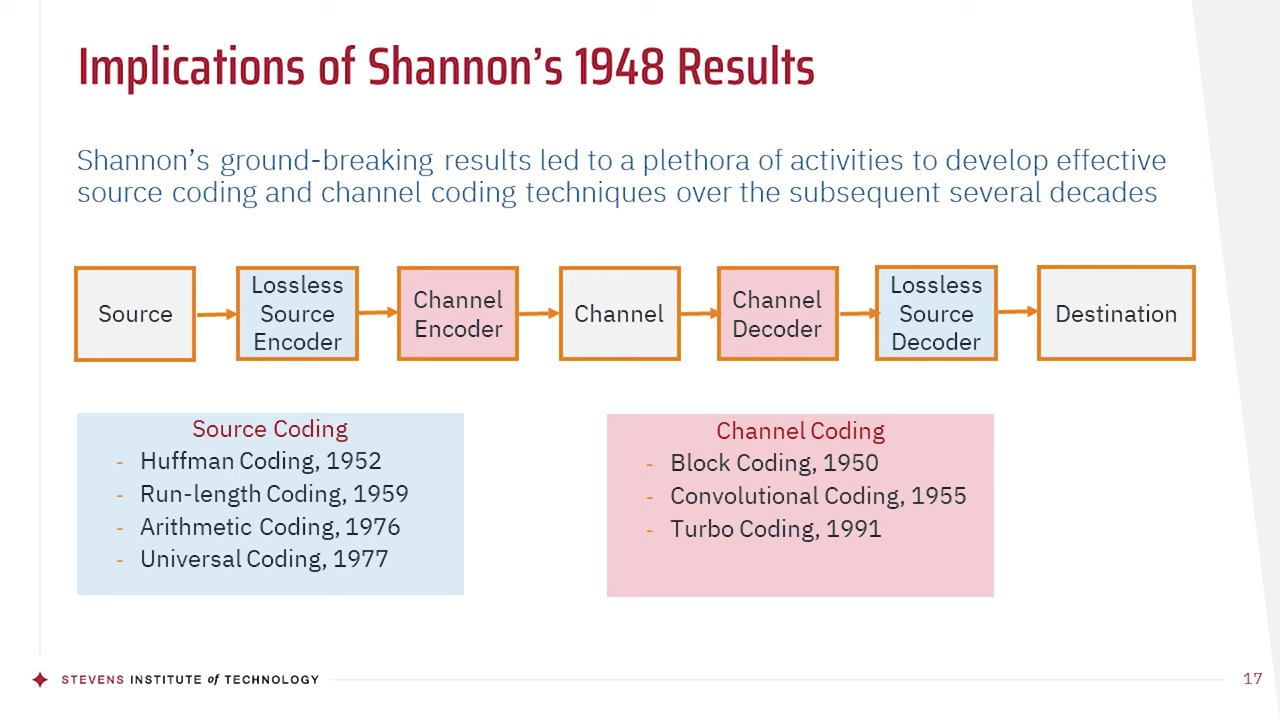 Implications of Shannon’s 1948 Results
Shannon’s ground-breaking results led to a plethora of activities to develop effective
source coding and channel coding techniques over the subsequent several decades
Source
Lossless
Source
Encoder
Channel
Encoder
Channel
Channel
Decoder
Lossless
Source
Decoder
Destination
Source Coding
- Huffman Coding, 1952
- Run-length Coding, 1959
- Arithmetic Coding, 1976
- Universal Coding, 1977
Channel Coding
- Block Coding, 1950
- Convolutional Coding, 1955
- Turbo Coding, 1991
STEVENS INSTITUTE of TECHNOLOGY
17